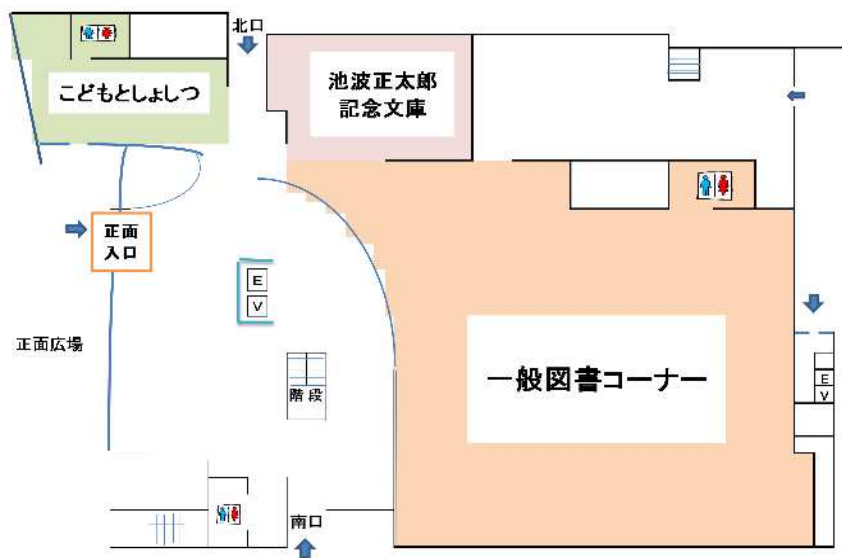 北口
こどもとしょしつ
池波正太郎
記念文庫
正面
入口
E
V
正面広場
一般図書コーナー
階段
E
V
南口